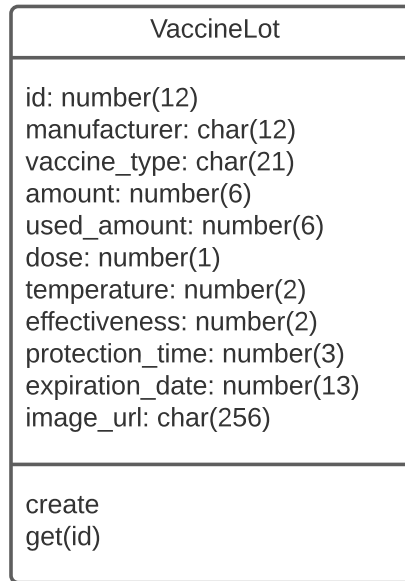 VaccineLot
id: number(12)
manufacturer: char(12)
vaccine_type: char(21)
amount: number(6)
used_amount: number(6)
dose: number(1)
temperature: number(2)
effectiveness: number(2)
protection_time: number(3)
expiration_date: number(13)
image_url: char(256)
create
get(id)